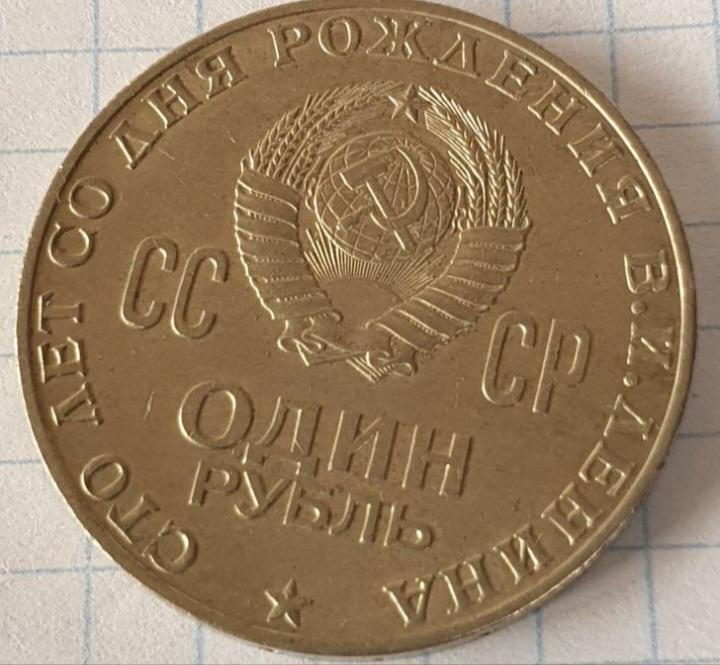 СТО ЛЕТ СО ДНЯ РОЖДЕНИЯ В.И.ЛЕНИНА
СС СР
ОДИН
РУБЛЬ